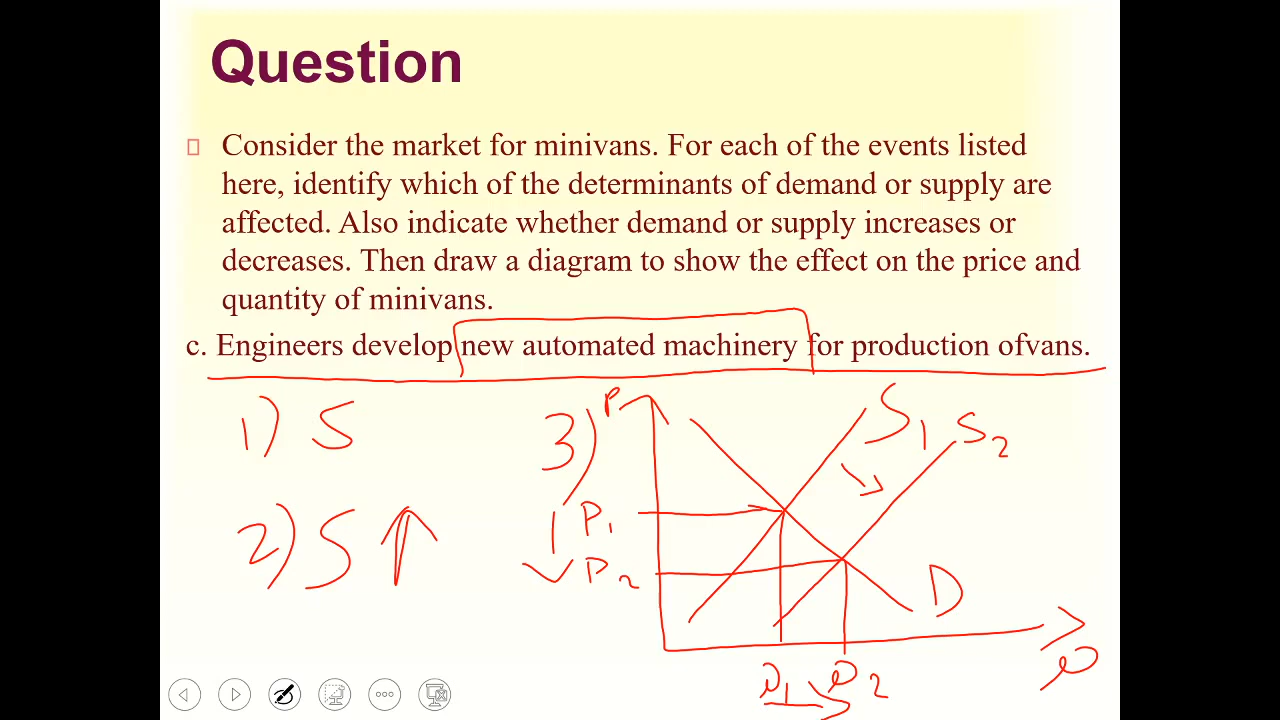 Question
Consider the market for minivans. For each of the events listed
here, identify which of the determinants of demand or supply are
affected. Also indicate whether demand or supply increases or
decreases. Then draw a diagram to show the effect on the price and
quantity of minivans.
c. Engineers develop new automated machinery for production ofvans.
1) S
2) S ↑
3)
P
S1
S2
P1
P2
D
Q1 Q2
Q